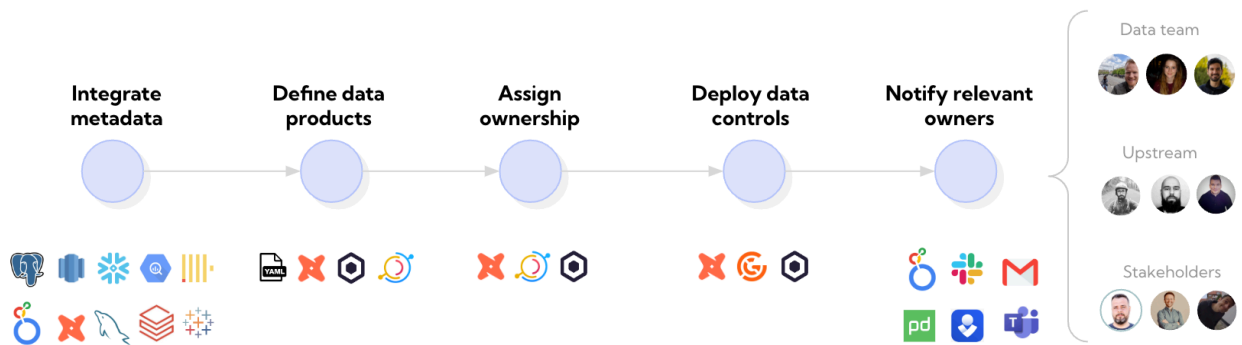 Data team
Integrate
metadata
Define data
products
Assign
ownership
Deploy data
controls
Notify relevant
owners
Upstream
YAML
Stakeholders
pd
T